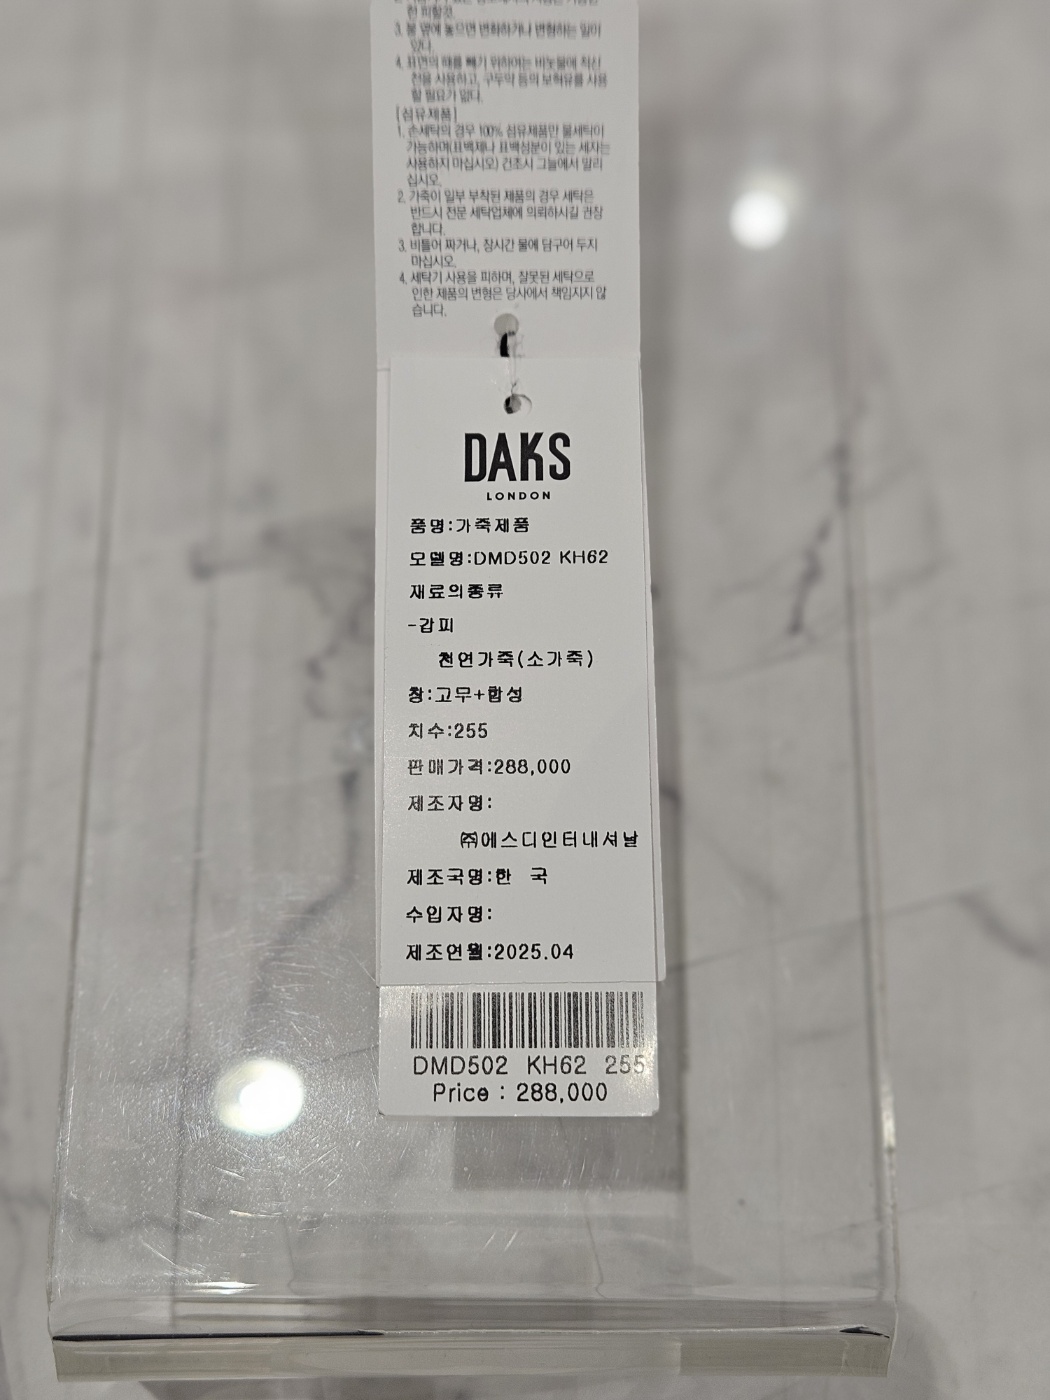 전 피할것.
3. 불 옆에 놓으면 변화하거나 변형하는 일이
있다.
4. 표면의 때를 빼기 위하여는 비눗물에 적신
천을 사용하고, 구두약 등의 보혁유를 사용
할 필요가 없다.
[섬유제품]
1. 손세탁의 경우 100% 섬유제품만 물세탁이
가능하며(표백제나 표백성분이 있는 세제는
사용하지 마십시오) 건조시 그늘에서 말리
십시오.
2. 가죽이 일부 부착된 제품의 경우 세탁은
반드시 전문 세탁업체에 의뢰하시길 권장
합니다.
3. 비틀어 짜거나, 장시간 물에 담구어 두지
마십시오.
4. 세탁기 사용을 피하며, 잘못된 세탁으로
인한 제품의 변형은 당사에서 책임지지 않
습니다.
DAKS
LONDON
품명:가죽제품
모델명:DMD502 KH62
재료의종류
-갑피
천연가죽(소가죽)
창:고무+합성
치수:255
판매가격:288,000
제조자명:
㈜에스디인터내셔날
제조국명:한 국
수입자명:
제조연월:2025.04
DMD502 KH62 255
Price : 288,000